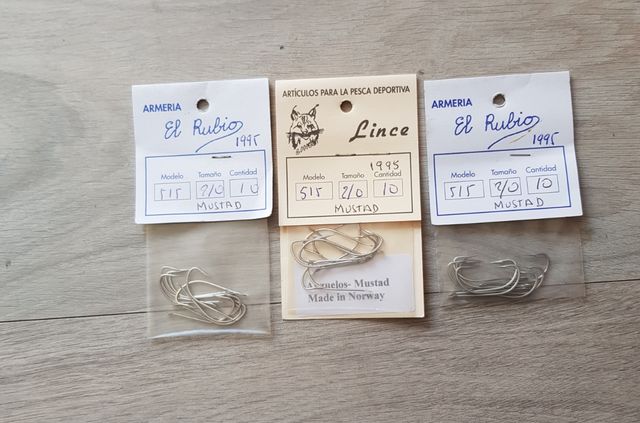 ARMERIA
El Rubio
1995
Modelo Tamaño Cantidad
515 2/0 10
MUSTAD
ARTÍCULOS PARA LA PESCA DEPORTIVA
Lince
1995
Modelo Tamaño Cantidad
515 2/0 10
MUSTAD
Anzuelos- Mustad
Made in Norway
ARMERIA
El Rubio
1995
Modelo Tamaño Cantidad
515 2/0 10
MUSTAD